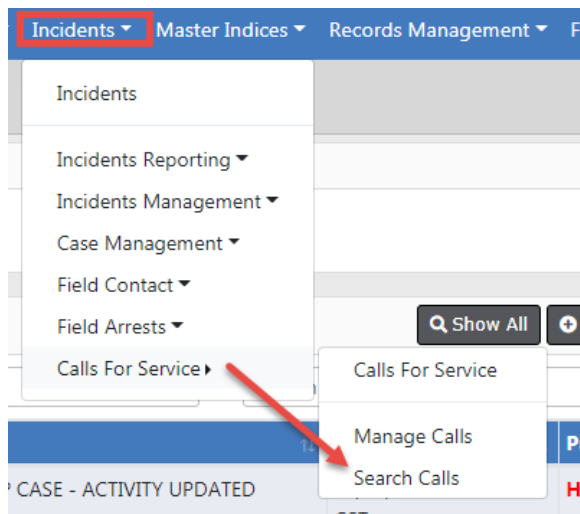 Incidents Master Indices Records Management F
Incidents
Incidents Reporting
Incidents Management
Case Management
Field Contact
Field Arrests
Show All
Calls For Service
Calls For Service
Manage Calls
Search Calls
CASE - ACTIVITY UPDATED